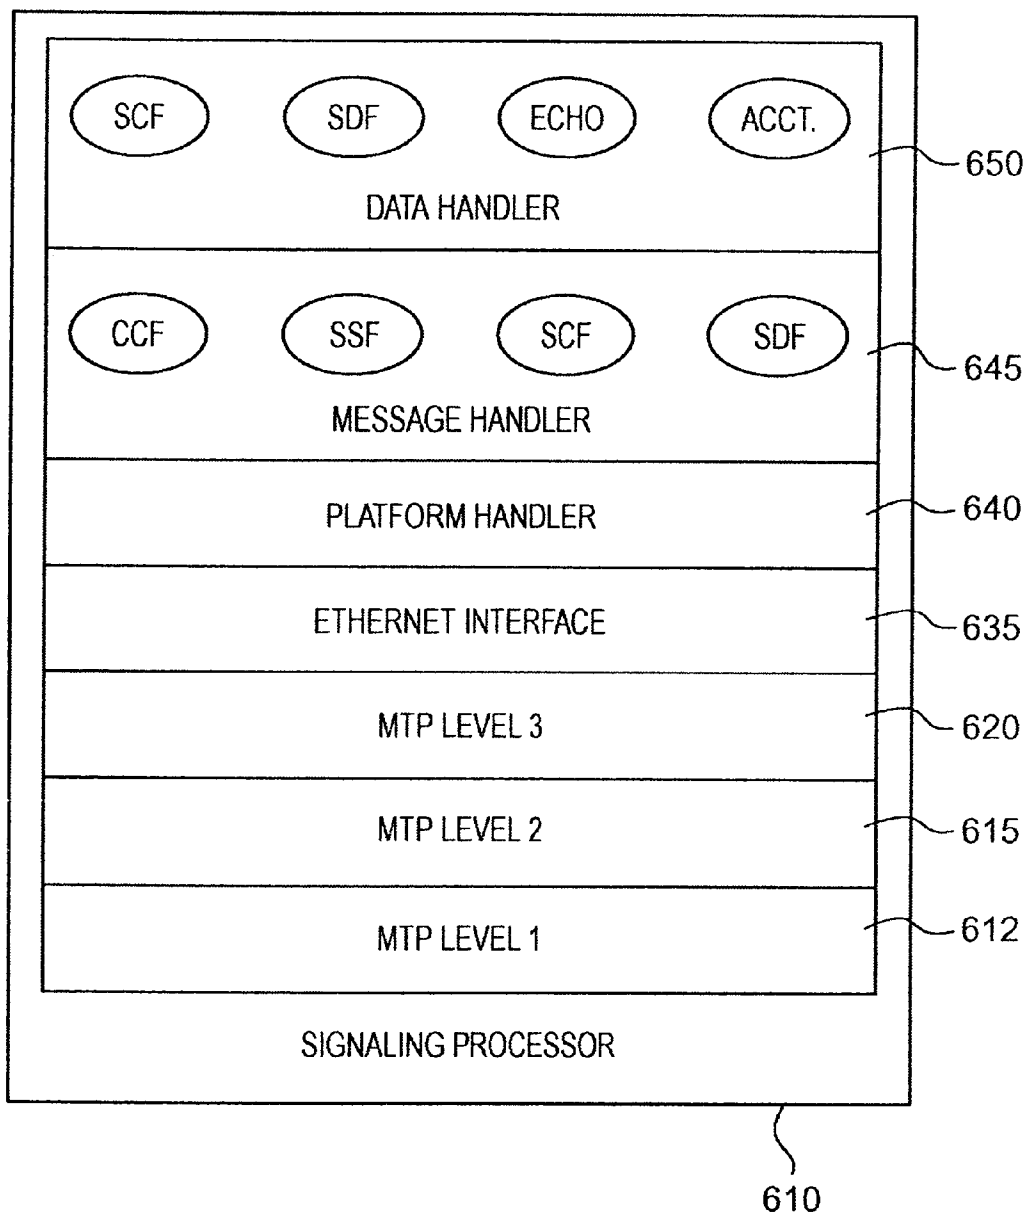 SCF SDF ECHO ACCT.
650
DATA HANDLER
CCF SSF SCF SDF
645
MESSAGE HANDLER
PLATFORM HANDLER 640
ETHERNET INTERFACE 635
MTP LEVEL 3 620
MTP LEVEL 2 615
MTP LEVEL 1 612
SIGNALING PROCESSOR
610